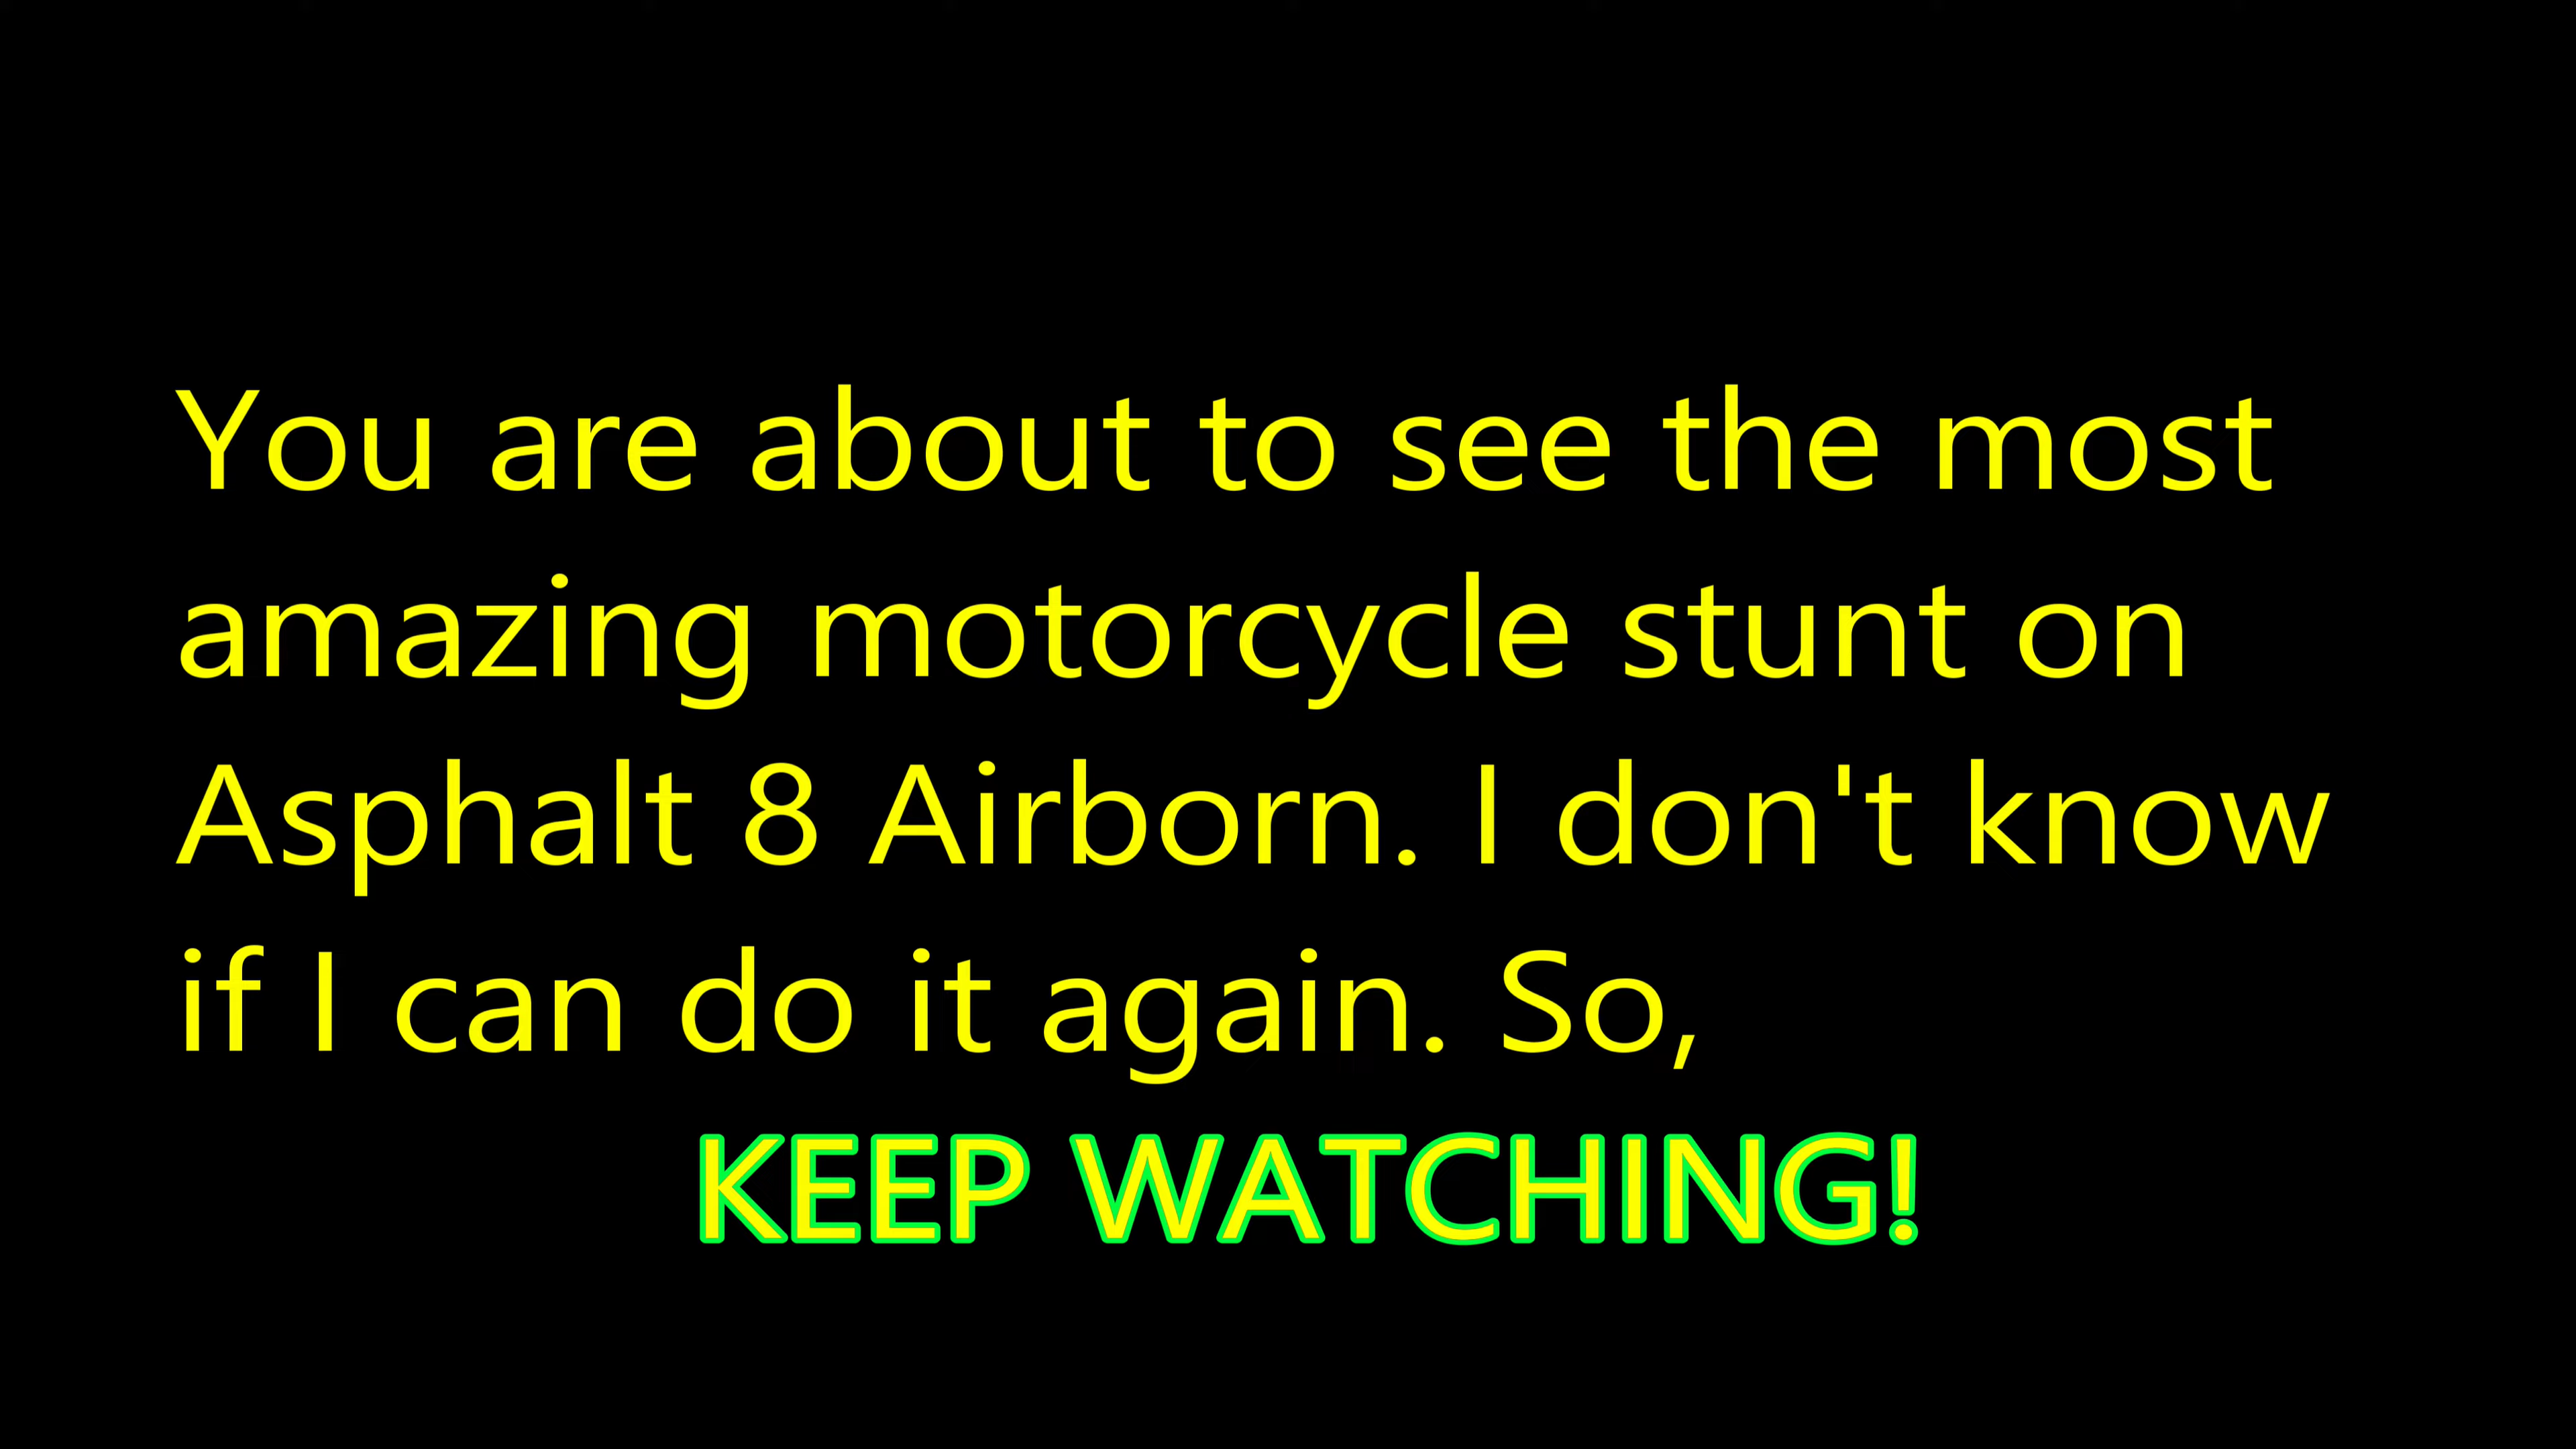 You are about to see the most
amazing motorcycle stunt on
Asphalt 8 Airborn. I don't know
if I can do it again. So,
KEEP WATCHING!